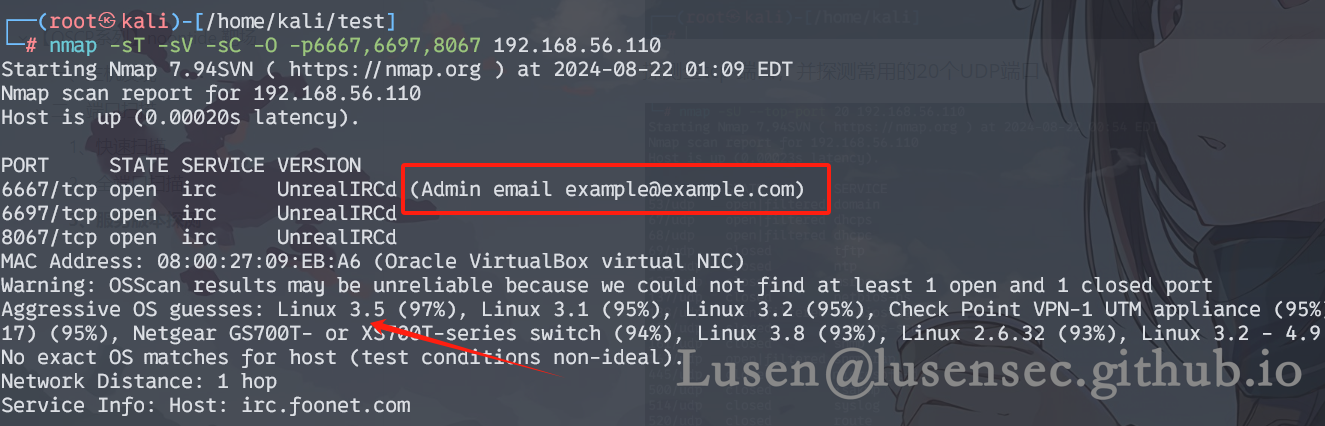 ┌──(root㉿kali)-[/home/kali/test]
└─# nmap -sT -sV -sC -O -p6667,6697,8067 192.168.56.110
Starting Nmap 7.94SVN ( https://nmap.org ) at 2024-08-22 01:09 EDT
Nmap scan report for 192.168.56.110
Host is up (0.00020s latency).
PORT     STATE SERVICE VERSION
6667/tcp open  irc     UnrealIRCd (Admin email example@example.com)
6697/tcp open  irc     UnrealIRCd
8067/tcp open  irc     UnrealIRCd
MAC Address: 08:00:27:09:EB:A6 (Oracle VirtualBox virtual NIC)
Warning: OSScan results may be unreliable because we could not find at least 1 open and 1 closed port
Aggressive OS guesses: Linux 3.5 (97%), Linux 3.1 (95%), Linux 3.2 (95%), Check Point VPN-1 UTM appliance (95%
17) (95%), Netgear GS700T- or XS700T-series switch (94%), Linux 3.8 (93%), Linux 2.6.32 (93%), Linux 3.2 - 4.9
No exact OS matches for host (test conditions non-ideal).
Network Distance: 1 hop
Service Info: Host: irc.foonet.com
Lusen@lusensec.github.io